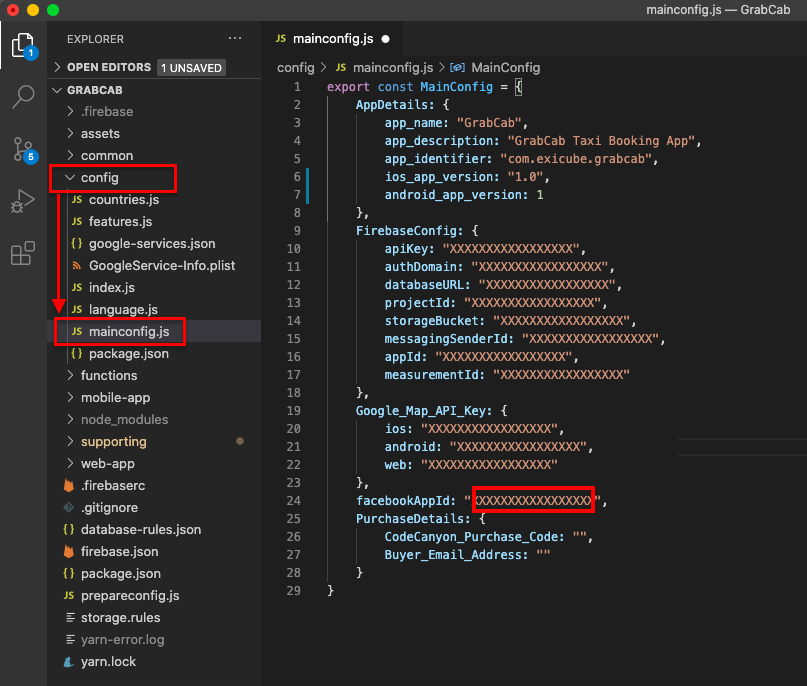 mainconfig.js — GrabCab
EXPLORER
...
OPEN EDITORS 1 UNSAVED
GRABCAB
.firebase
assets
common
config
JS countries.js
JS features.js
{} google-services.json
GoogleService-Info.plist
JS index.js
JS language.js
JS mainconfig.js
{} package.json
functions
mobile-app
node_modules
supporting
web-app
.firebaserc
.gitignore
{} database-rules.json
firebase.json
{} package.json
JS prepareconfig.js
storage.rules
yarn-error.log
yarn.lock
1
5
JS mainconfig.js
config > JS mainconfig.js > MainConfig
1 export const MainConfig = {
2 AppDetails: {
3 app_name: "GrabCab",
4 app_description: "GrabCab Taxi Booking App",
5 app_identifier: "com.exicube.grabcab",
6 ios_app_version: "1.0",
7 android_app_version: 1
8 },
9 FirebaseConfig: {
10 apiKey: "XXXXXXXXXXXXXXXXX",
11 authDomain: "XXXXXXXXXXXXXXXXX",
12 databaseURL: "XXXXXXXXXXXXXXXXX",
13 projectId: "XXXXXXXXXXXXXXXXX",
14 storageBucket: "XXXXXXXXXXXXXXXXX",
15 messagingSenderId: "XXXXXXXXXXXXXXXXX",
16 appId: "XXXXXXXXXXXXXXXXX",
17 measurementId: "XXXXXXXXXXXXXXXXX"
18 },
19 Google_Map_API_Key: {
20 ios: "XXXXXXXXXXXXXXXXX",
21 android: "XXXXXXXXXXXXXXXXX",
22 web: "XXXXXXXXXXXXXXXXX"
23 },
24 facebookAppId: "XXXXXXXXXXXXXXXXX",
25 PurchaseDetails: {
26 CodeCanyon_Purchase_Code: "",
27 Buyer_Email_Address: ""
28 }
29 }